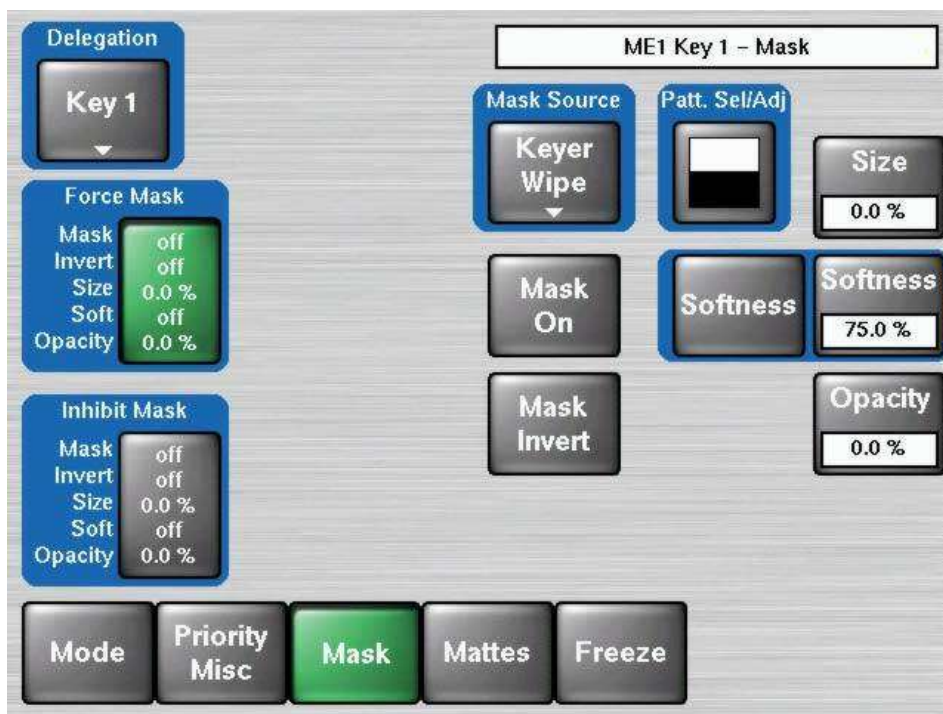 Delegation
Key 1
ME1 Key 1 – Mask
Mask Source
Keyer
Wipe
Patt. Sel/Adj
Size
0.0 %
Force Mask
Mask off
Invert off
Size 0.0 %
Soft off
Opacity 0.0 %
Mask
On
Softness
Softness
75.0 %
Mask
Invert
Opacity
0.0 %
Inhibit Mask
Mask off
Invert off
Size 0.0 %
Soft off
Opacity 0.0 %
Mode
Priority
Misc
Mask
Mattes
Freeze